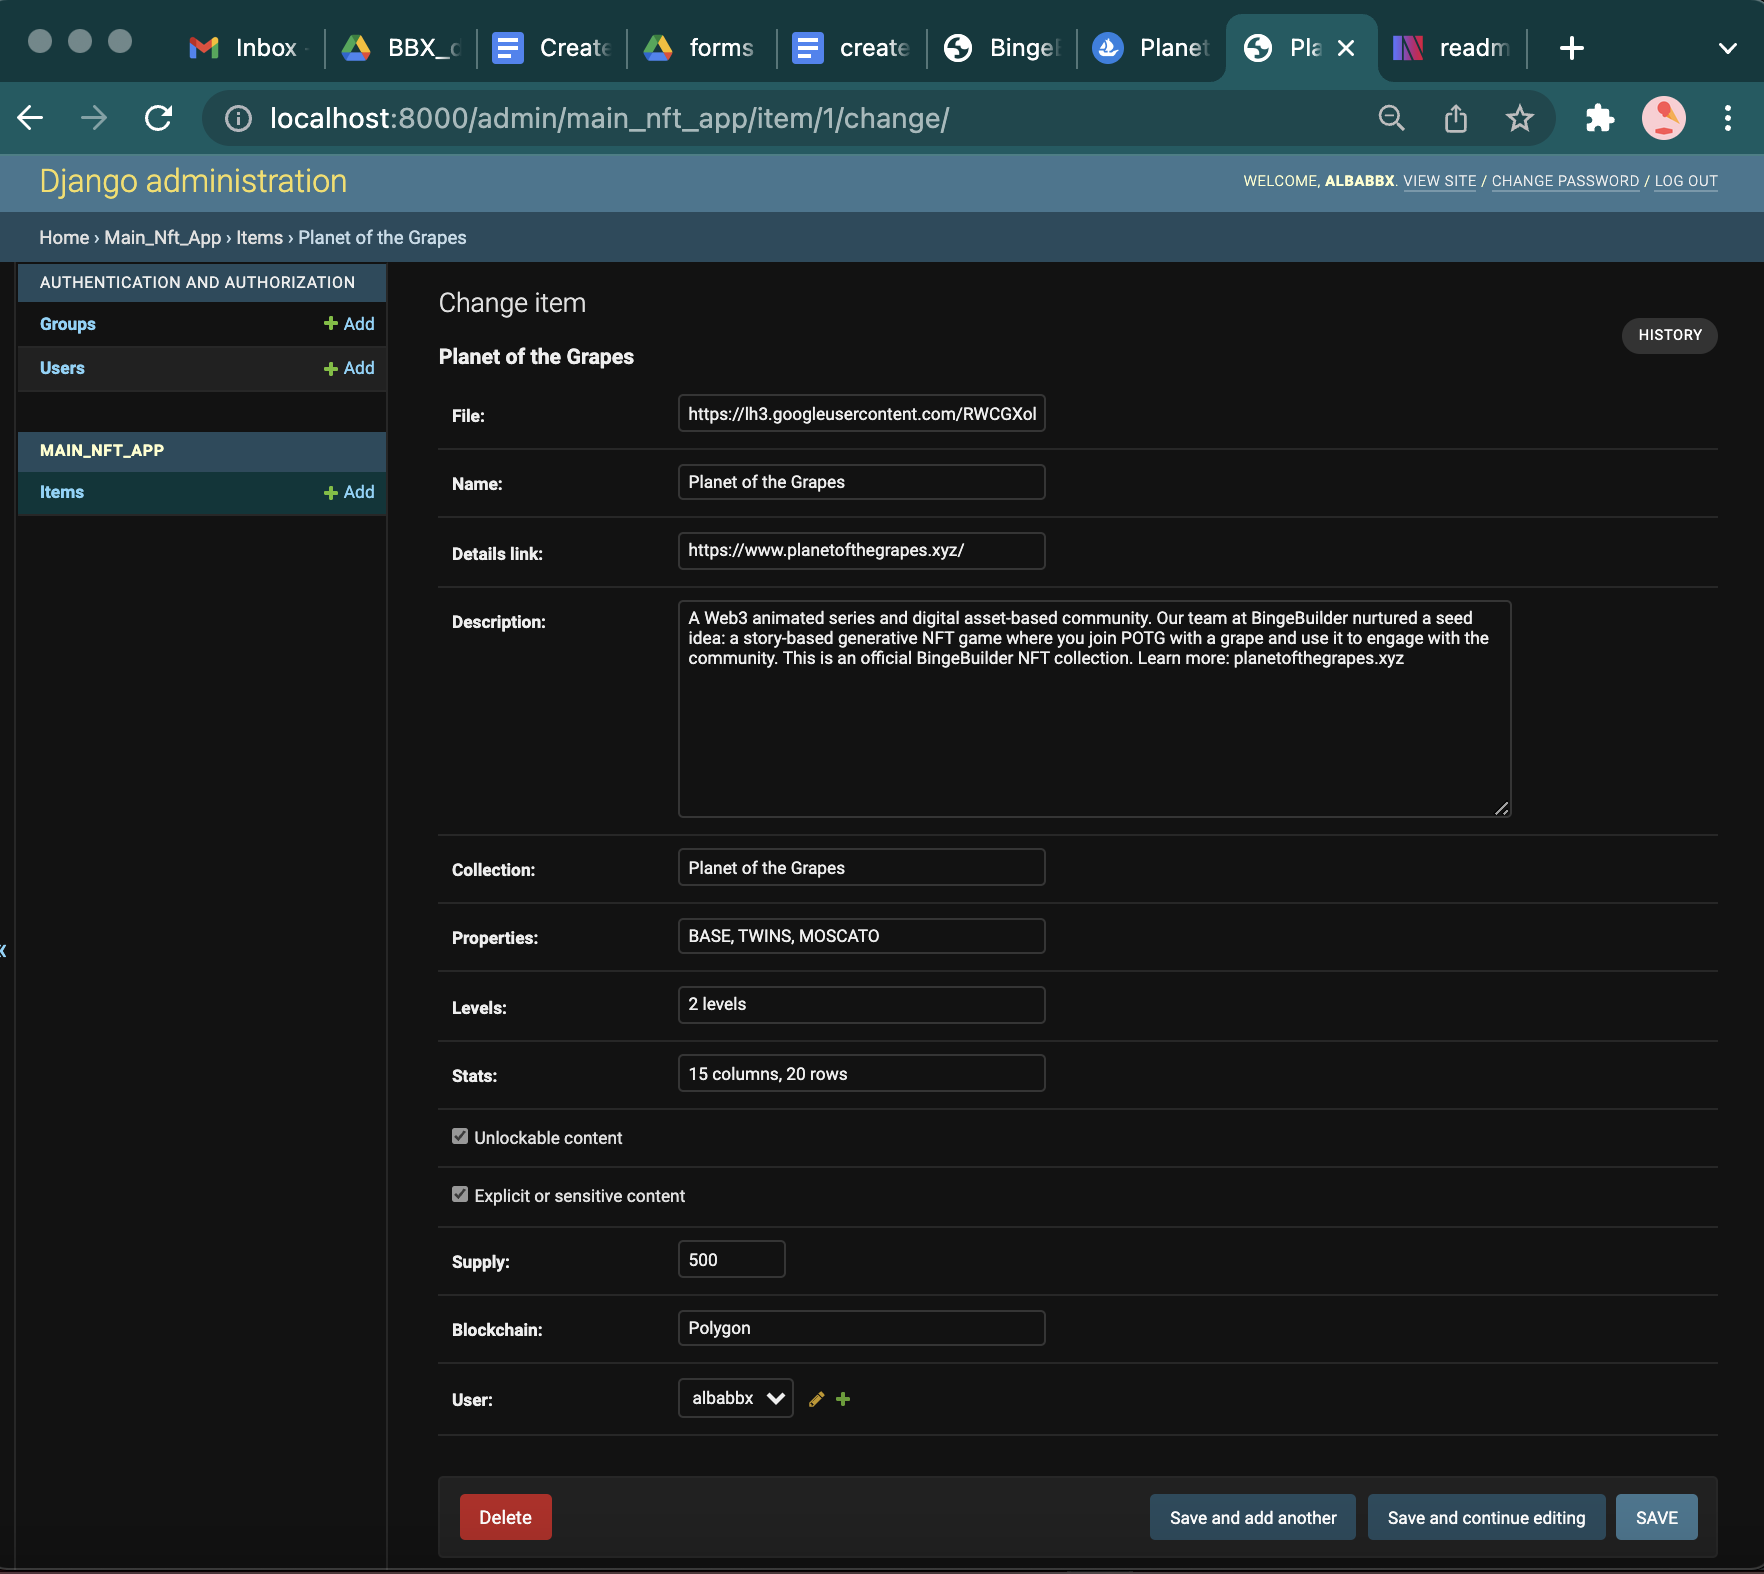 Inbox
BBX_d
Create
forms
create
BingeB
Planet
Pla
readm
localhost:8000/admin/main_nft_app/item/1/change/
Django administration
WELCOME, ALBABBX. VIEW SITE / CHANGE PASSWORD / LOG OUT
Home › Main_Nft_App › Items › Planet of the Grapes
AUTHENTICATION AND AUTHORIZATION
Groups + Add
Users + Add
MAIN_NFT_APP
Items + Add
Change item
HISTORY
Planet of the Grapes
File: https://lh3.googleusercontent.com/RWCGXol
Name: Planet of the Grapes
Details link: https://www.planetofthegrapes.xyz/
Description: A Web3 animated series and digital asset-based community. Our team at BingeBuilder nurtured a seed
idea: a story-based generative NFT game where you join POTG with a grape and use it to engage with the
community. This is an official BingeBuilder NFT collection. Learn more: planetofthegrapes.xyz
Collection: Planet of the Grapes
Properties: BASE, TWINS, MOSCATO
Levels: 2 levels
Stats: 15 columns, 20 rows
Unlockable content
Explicit or sensitive content
Supply: 500
Blockchain: Polygon
User: albabbx
Delete
Save and add another
Save and continue editing
SAVE